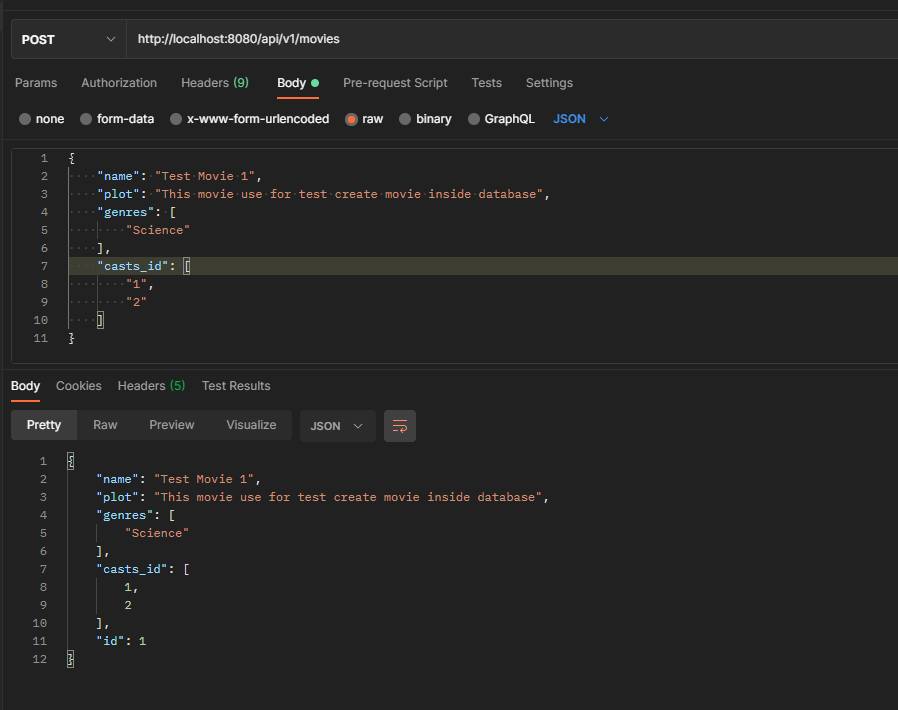 POST http://localhost:8080/api/v1/movies
Params Authorization Headers (9) Body Pre-request Script Tests Settings
none form-data x-www-form-urlencoded raw binary GraphQL JSON
1 {
2 "name": "Test Movie 1",
3 "plot": "This movie use for test create movie inside database",
4 "genres": [
5 "Science"
6 ],
7 "casts_id": [
8 "1",
9 "2"
10 ]
11 }
Body Cookies Headers (5) Test Results
Pretty Raw Preview Visualize JSON
1 {
2 "name": "Test Movie 1",
3 "plot": "This movie use for test create movie inside database",
4 "genres": [
5 "Science"
6 ],
7 "casts_id": [
8 1,
9 2
10 ],
11 "id": 1
12 }